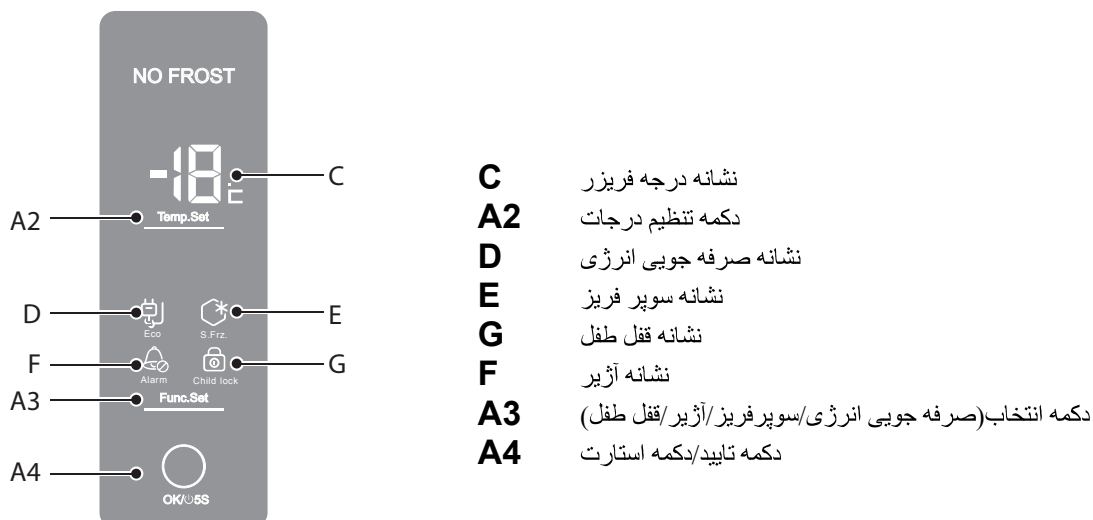 NO FROST
-18
C
A2
Temp.Set
D
E
Eco
S.Frz.
F
G
Alarm
Child lock
A3
Func.Set
A4
OK/⏻5S
C نشانه درجه فریزر
A2 دکمه تنظیم درجات
D نشانه صرفه جویی انرژی
E نشانه سوپر فریز
G نشانه قفل طفل
F نشانه آژیر
A3 دکمه انتخاب(صرفه جویی انرژی/سوپرفریز/آژیر/قفل طفل)
A4 دکمه تایید/دکمه استارت